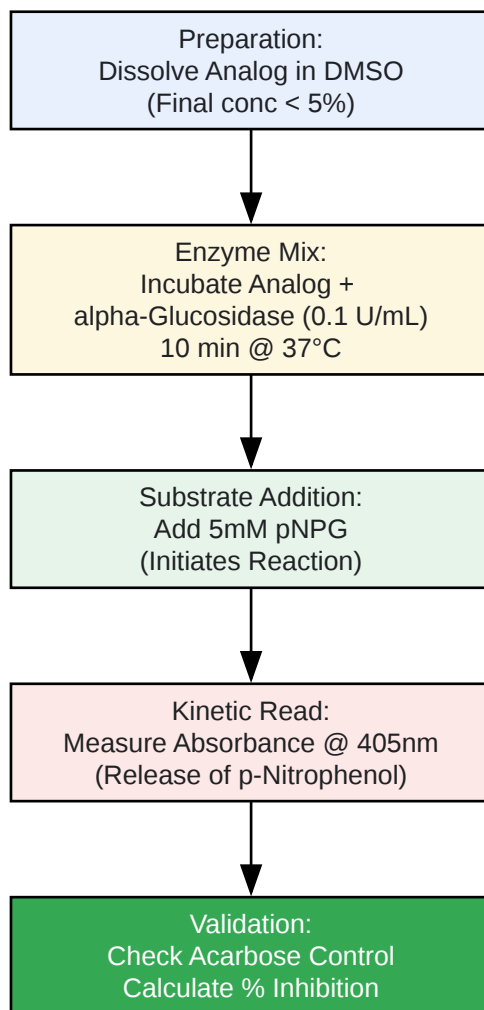 Preparation:
Dissolve Analog in DMSO
(Final conc < 5%)
Enzyme Mix:
Incubate Analog +
alpha-Glucosidase (0.1 U/mL)
10 min @ 37°C
Substrate Addition:
Add 5mM pNPG
(Initiates Reaction)
Kinetic Read:
Measure Absorbance @ 405nm
(Release of p-Nitrophenol)
Validation:
Check Acarbose Control
Calculate % Inhibition